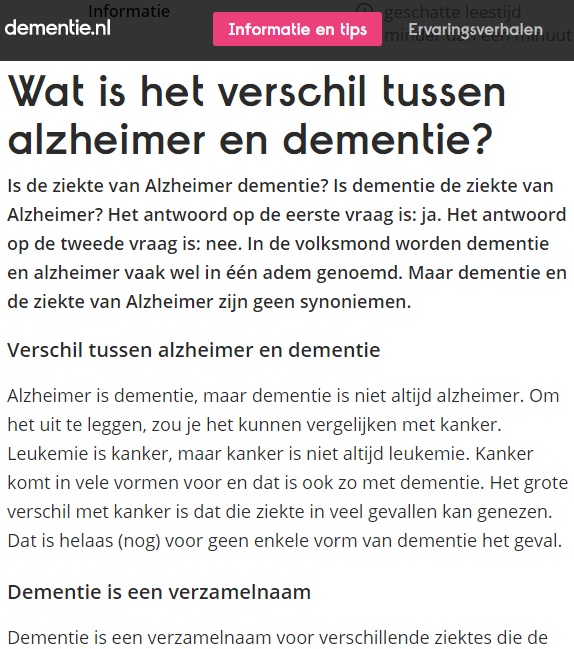 Informatie
geschatte leestijd
dementie.nl
Informatie en tips
Ervaringsverhalen
minder dan een minuut
Wat is het verschil tussen
alzheimer en dementie?
Is de ziekte van Alzheimer dementie? Is dementie de ziekte van
Alzheimer? Het antwoord op de eerste vraag is: ja. Het antwoord
op de tweede vraag is: nee. In de volksmond worden dementie
en alzheimer vaak wel in één adem genoemd. Maar dementie en
de ziekte van Alzheimer zijn geen synoniemen.
Verschil tussen alzheimer en dementie
Alzheimer is dementie, maar dementie is niet altijd alzheimer. Om
het uit te leggen, zou je het kunnen vergelijken met kanker.
Leukemie is kanker, maar kanker is niet altijd leukemie. Kanker
komt in vele vormen voor en dat is ook zo met dementie. Het grote
verschil met kanker is dat die ziekte in veel gevallen kan genezen.
Dat is helaas (nog) voor geen enkele vorm van dementie het geval.
Dementie is een verzamelnaam
Dementie is een verzamelnaam voor verschillende ziektes die de